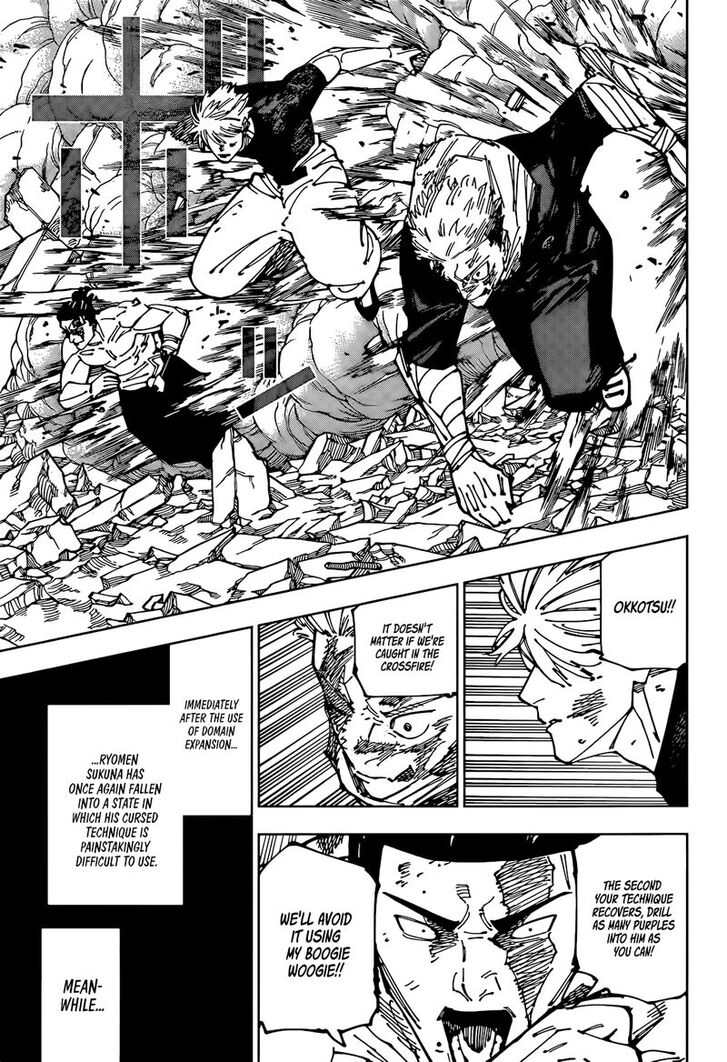 OKKOTSU!!
IT DOESN'T
MATTER IF WE'RE
CAUGHT IN THE
CROSSFIRE!
THE SECOND
YOUR TECHNIQUE
RECOVERS, DRILL
AS MANY PURPLES
INTO HIM AS
YOU CAN!
WE'LL AVOID
IT USING
MY BOOGIE
WOOGIE!!
IMMEDIATELY
AFTER THE USE
OF DOMAIN
EXPANSION...
...RYOMEN
SUKUNA HAS
ONCE AGAIN FALLEN
INTO A STATE IN
WHICH HIS CURSED
TECHNIQUE IS
PAINSTAKINGLY
DIFFICULT TO USE.
MEAN-
WHILE...